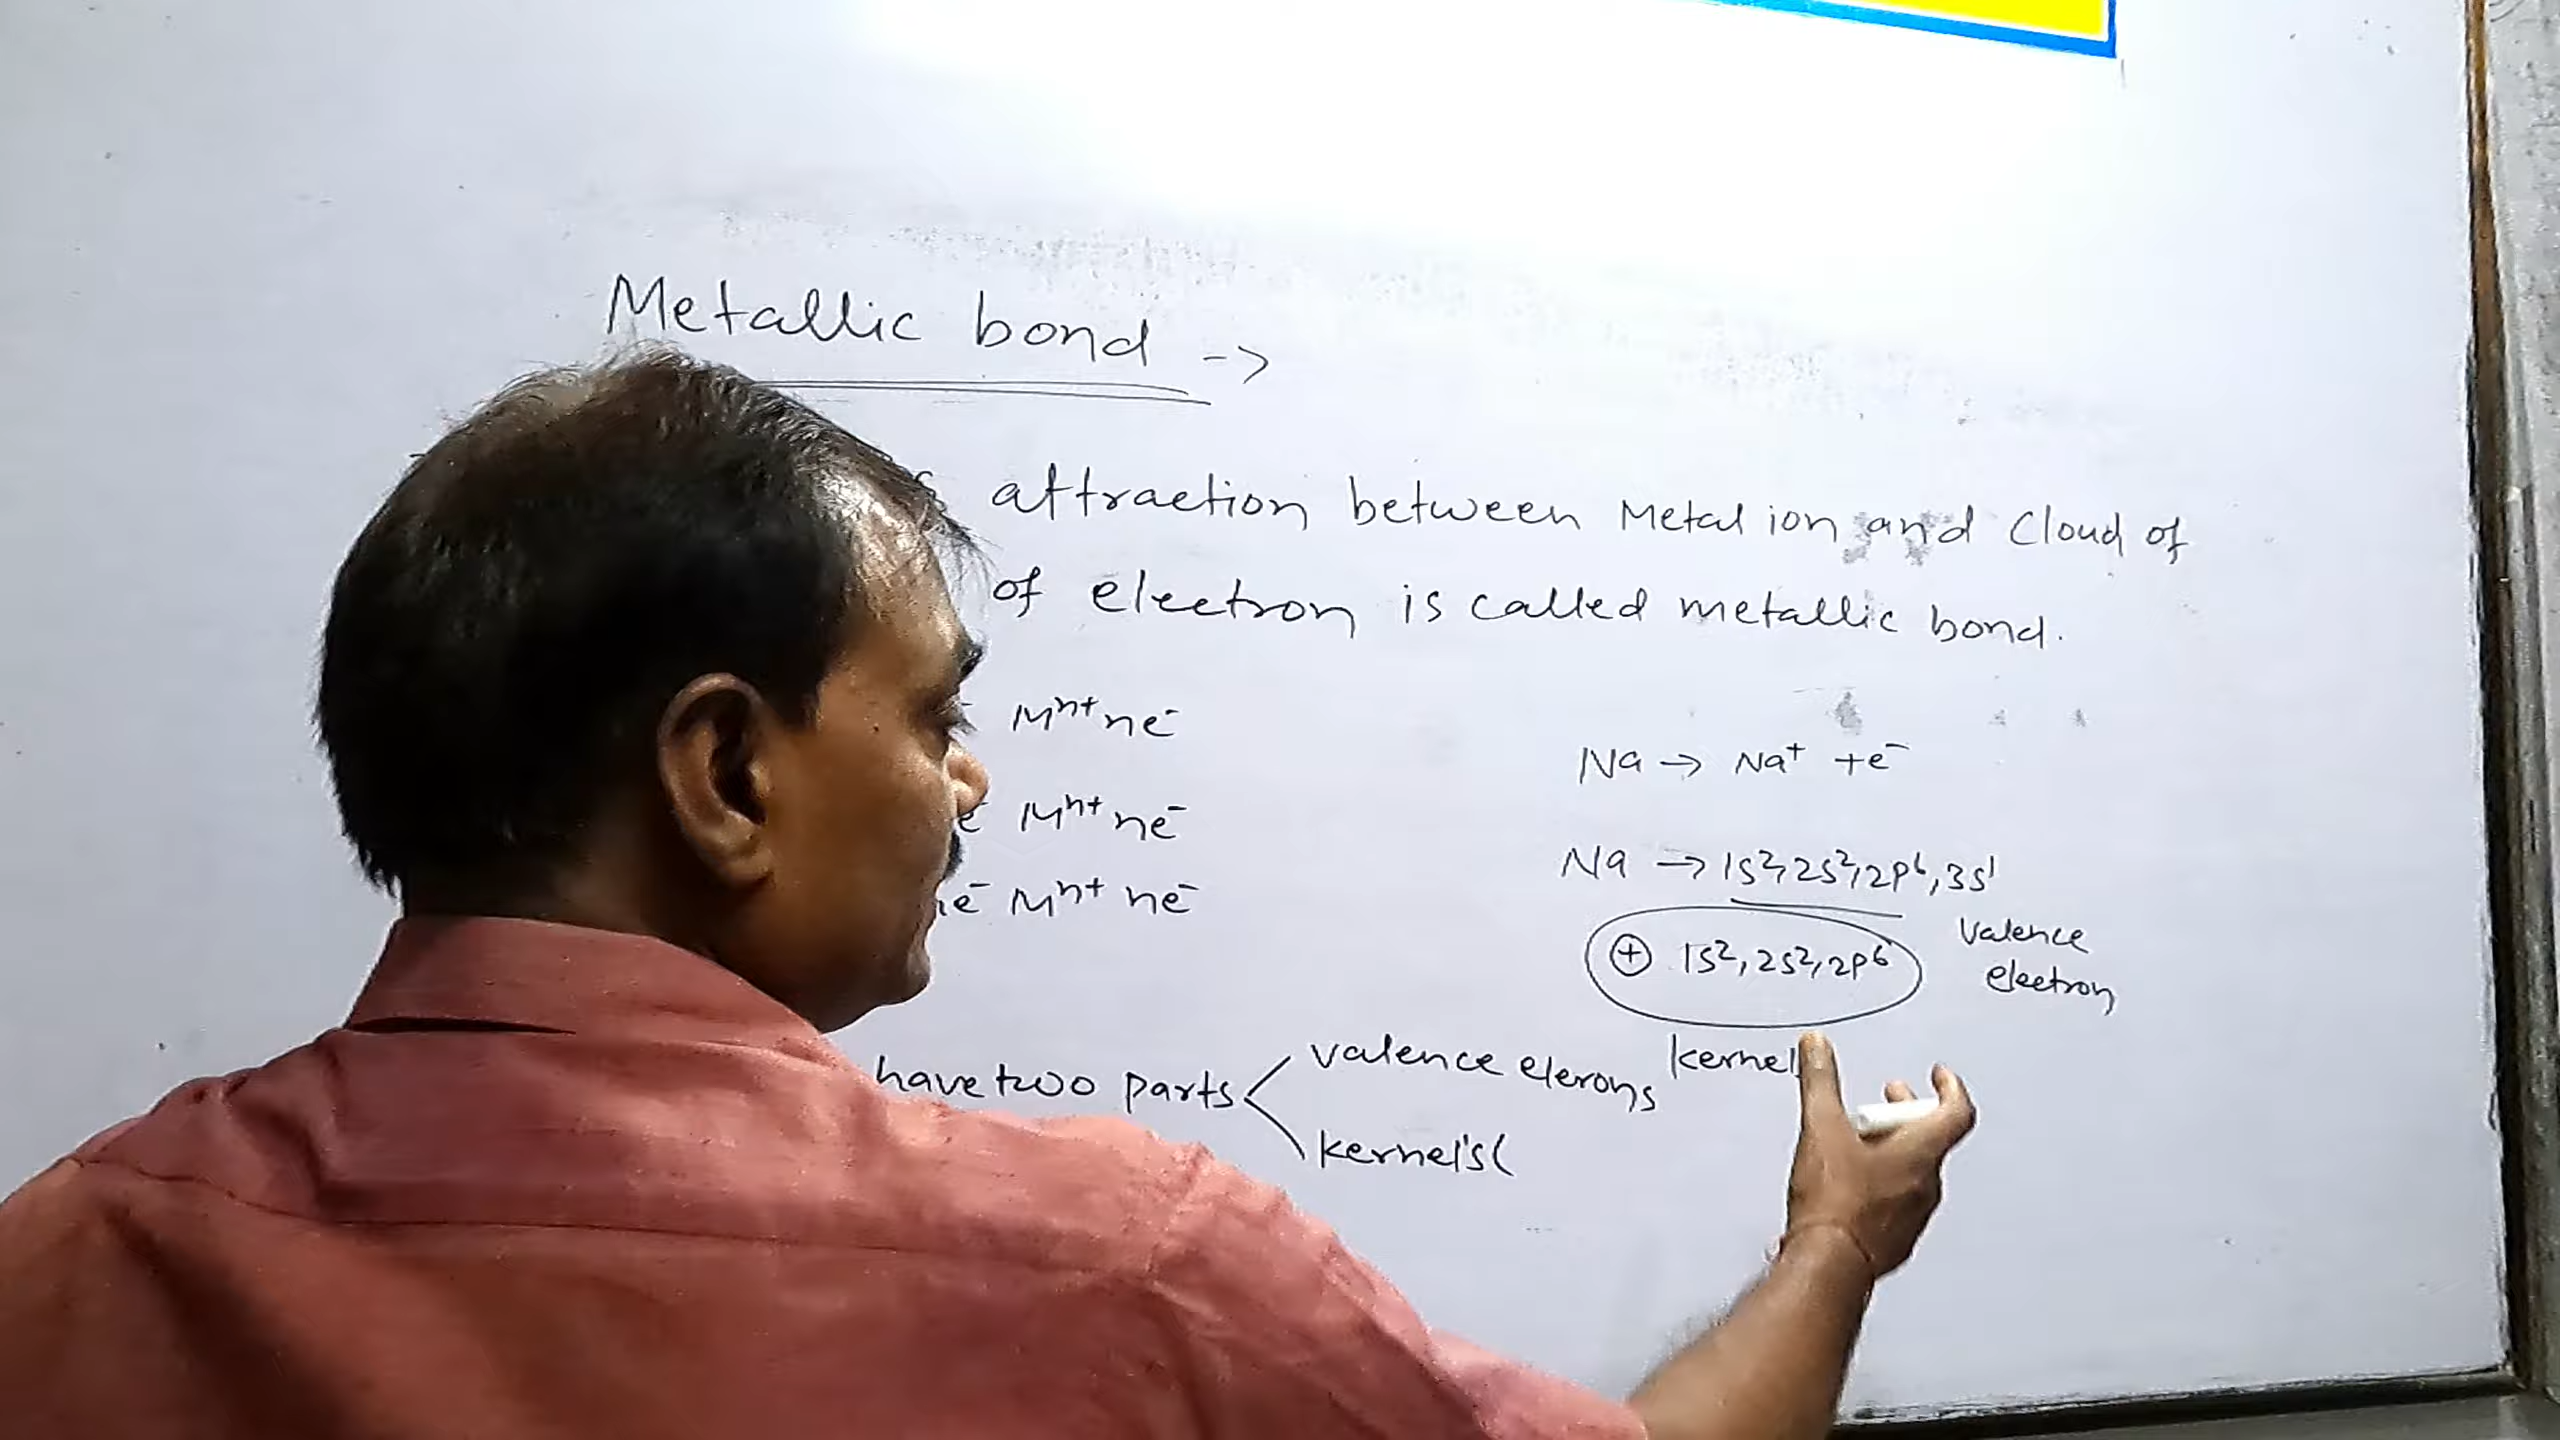 Metallic bond ->
attraction between Metal ion and Cloud of
of electron is called metallic bond.
Mⁿ⁺ ne⁻
Mⁿ⁺ ne⁻
e⁻ Mⁿ⁺ ne⁻
Na → Na⁺ + e⁻
Na → 1s², 2s², 2p⁶, 3s¹
⊕ 1s², 2s², 2p⁶
valence
electron
kernel
have two parts
valence elerons
kernel's(